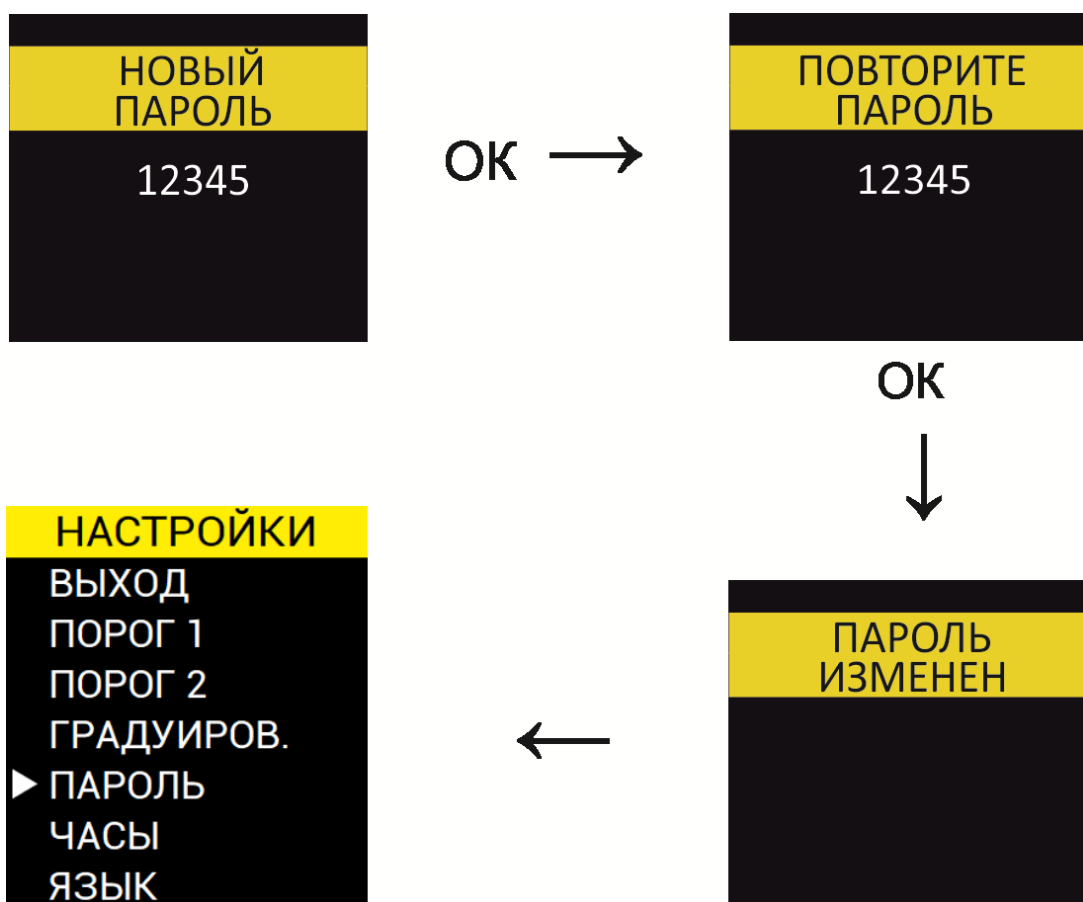 НОВЫЙ
ПАРОЛЬ
12345
ОК →
ПОВТОРИТЕ
ПАРОЛЬ
12345
ОК
↓
ПАРОЛЬ
ИЗМЕНЕН
←
НАСТРОЙКИ
ВЫХОД
ПОРОГ 1
ПОРОГ 2
ГРАДУИРОВ.
▶ ПАРОЛЬ
ЧАСЫ
ЯЗЫК